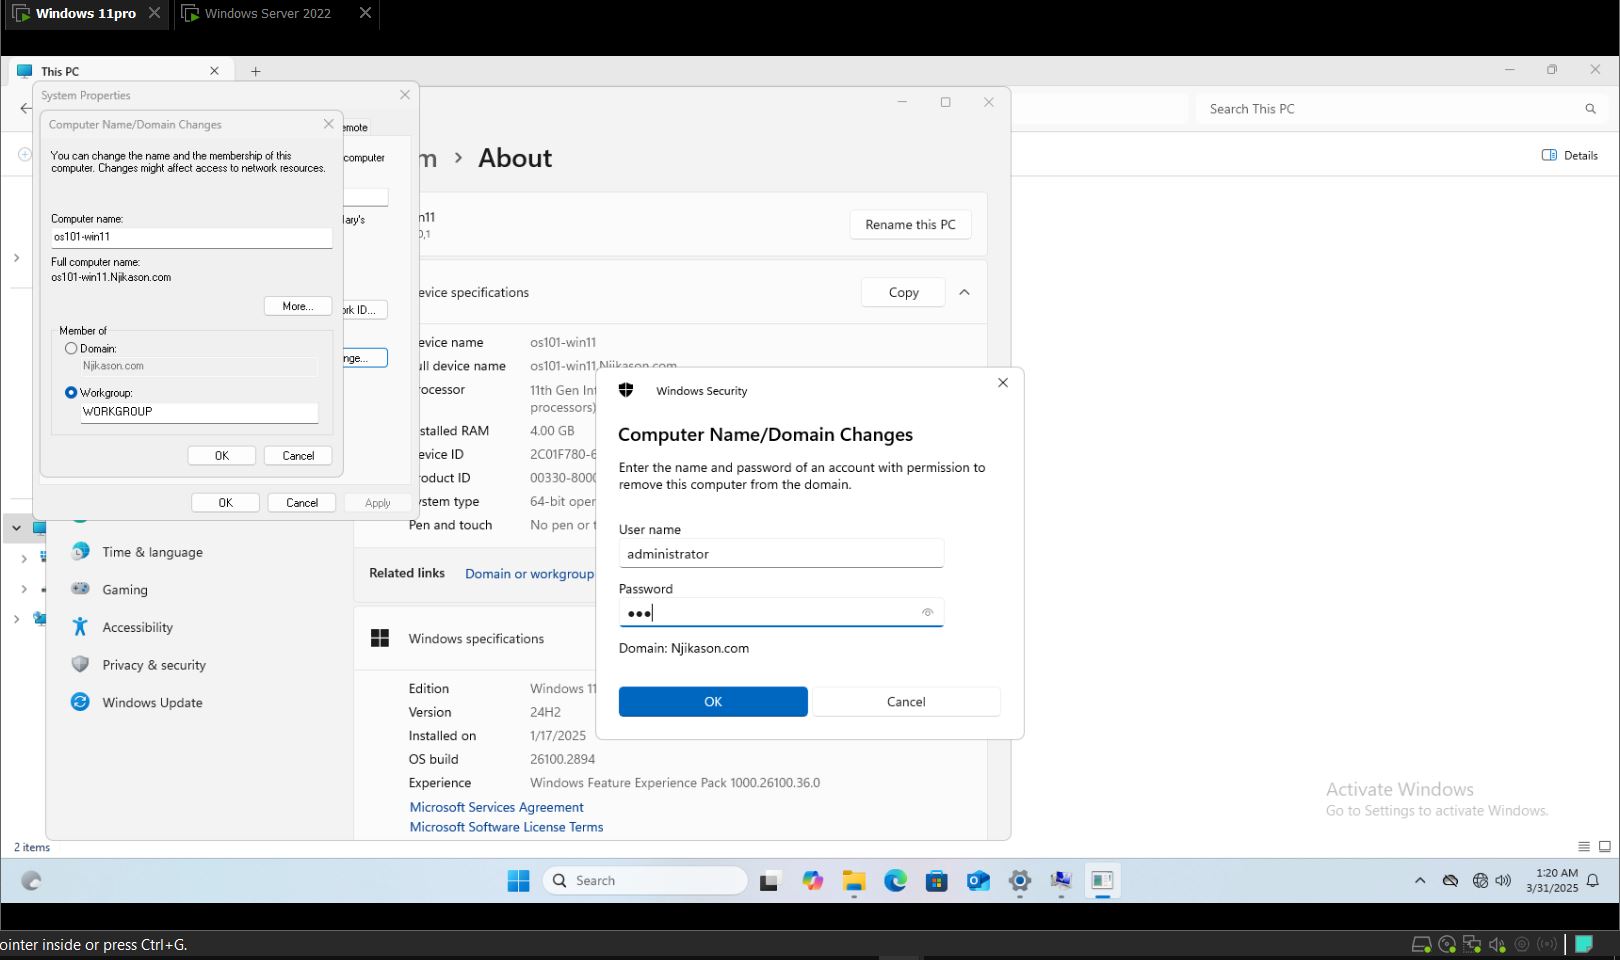 Windows 11pro
Windows Server 2022
This PC
System Properties
Search This PC
Computer Name/Domain Changes
emote
You can change the name and the membership of this
computer. Changes might affect access to network resources.
computer
m > About
Details
lary's
n11
0,1
Rename this PC
Computer name:
os101-win11
Full computer name:
os101-win11.Njikason.com
evice specifications
Copy
More...
ork ID...
Member of
Domain:
Njikason.com
nge...
Workgroup:
WORKGROUP
OK
Cancel
OK
Cancel
Apply
evice name
os101-win11
ull device name
os101-win11.Njikason.com
rocessor
11th Gen Int
processors)
stalled RAM
4.00 GB
evice ID
2C01F780-6
roduct ID
00330-8000
ystem type
64-bit oper
Pen and touch
No pen or t
Windows Security
Computer Name/Domain Changes
Enter the name and password of an account with permission to
remove this computer from the domain.
User name
administrator
Password
Domain: Njikason.com
OK
Cancel
Time & language
Gaming
Accessibility
Privacy & security
Windows Update
Related links
Domain or workgroup
Windows specifications
Edition
Windows 11
Version
24H2
Installed on
1/17/2025
OS build
26100.2894
Experience
Windows Feature Experience Pack 1000.26100.36.0
Microsoft Services Agreement
Microsoft Software License Terms
Activate Windows
Go to Settings to activate Windows.
2 items
Search
1:20 AM
3/31/2025
ointer inside or press Ctrl+G.